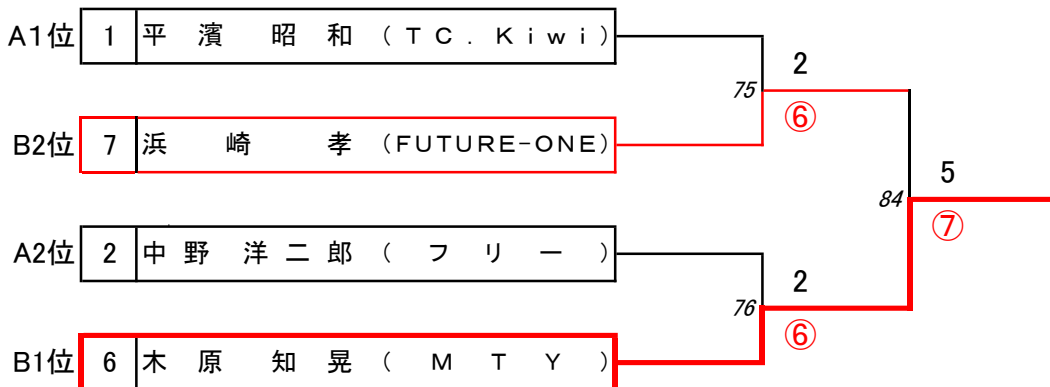 A1位 1 平濱 昭和 (TC.Kiwi)
2
75
⑥
B2位 7 浜崎 孝 (FUTURE-ONE)
5
84
⑦
A2位 2 中野 洋二郎 (フリー)
2
76
⑥
B1位 6 木原 知晃 (MTY)